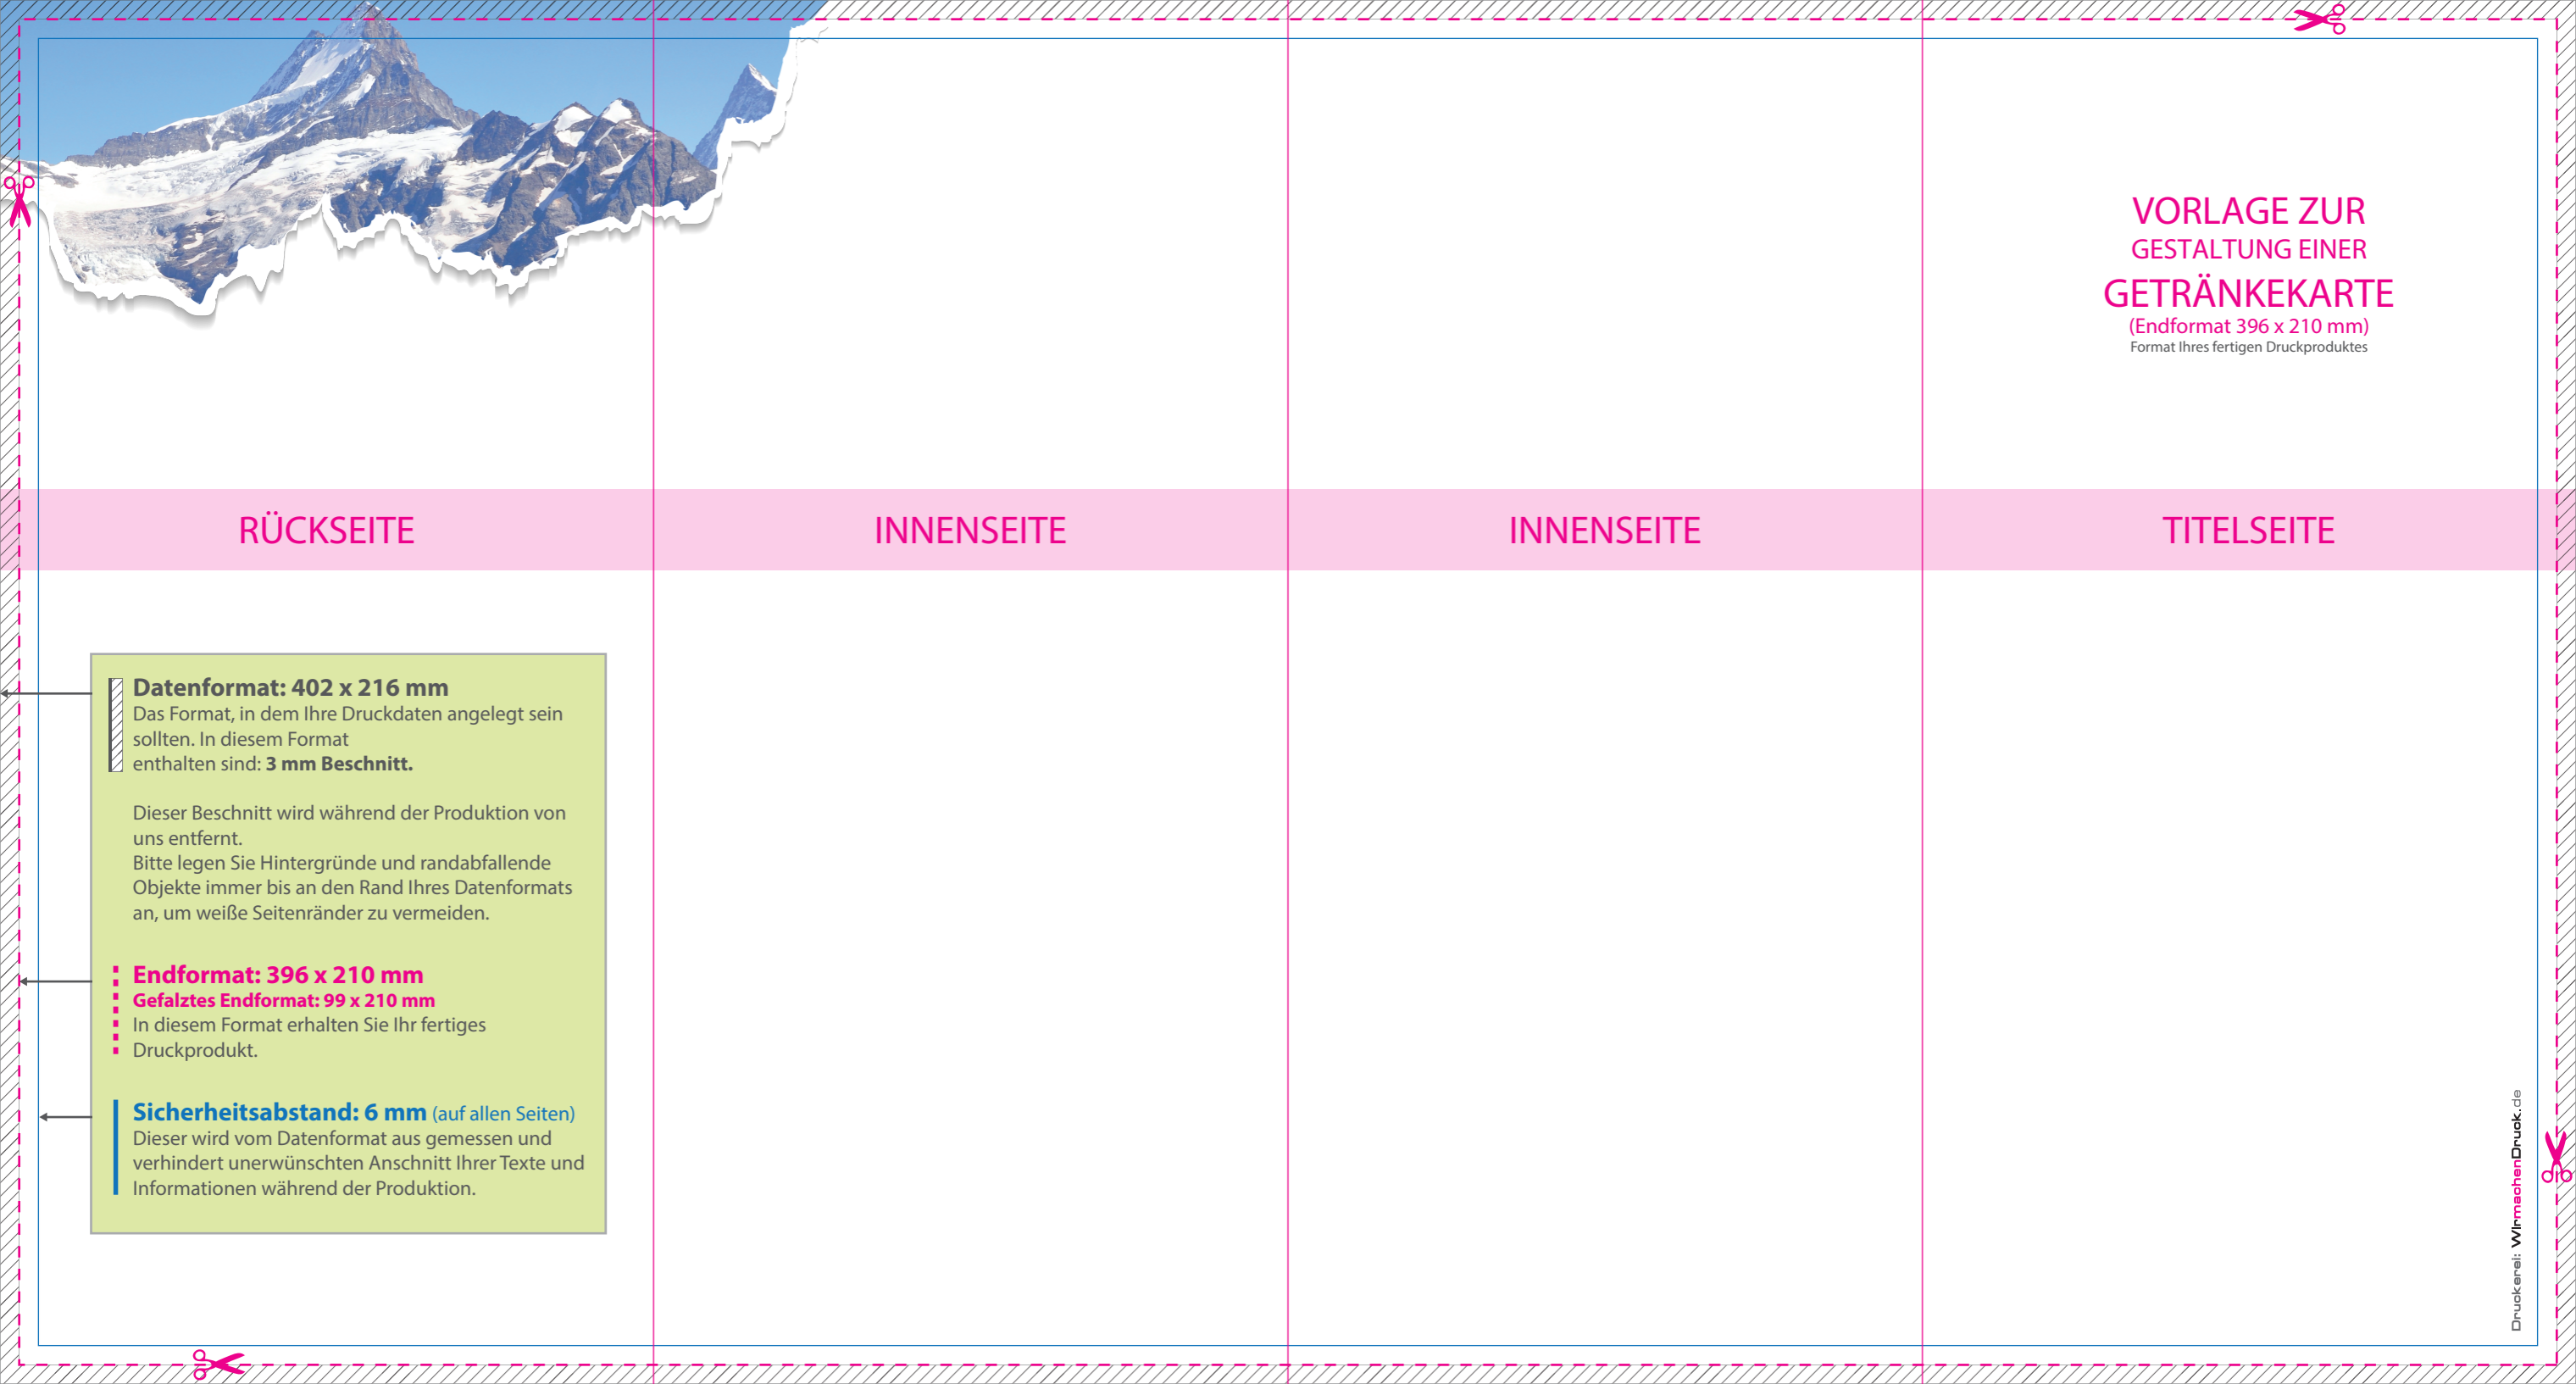 VORLAGE ZUR
GESTALTUNG EINER
GETRÄNKEKARTE
(Endformat 396 x 210 mm)
Format Ihres fertigen Druckproduktes
RÜCKSEITE
INNENSEITE
INNENSEITE
TITELSEITE
Datenformat: 402 x 216 mm
Das Format, in dem Ihre Druckdaten angelegt sein
sollten. In diesem Format
enthalten sind: 3 mm Beschnitt.
Dieser Beschnitt wird während der Produktion von
uns entfernt.
Bitte legen Sie Hintergründe und randabfallende
Objekte immer bis an den Rand Ihres Datenformats
an, um weiße Seitenränder zu vermeiden.
Endformat: 396 x 210 mm
Gefalztes Endformat: 99 x 210 mm
In diesem Format erhalten Sie Ihr fertiges
Druckprodukt.
Sicherheitsabstand: 6 mm (auf allen Seiten)
Dieser wird vom Datenformat aus gemessen und
verhindert unerwünschten Anschnitt Ihrer Texte und
Informationen während der Produktion.
Druckerei: WirmachenDruck.de